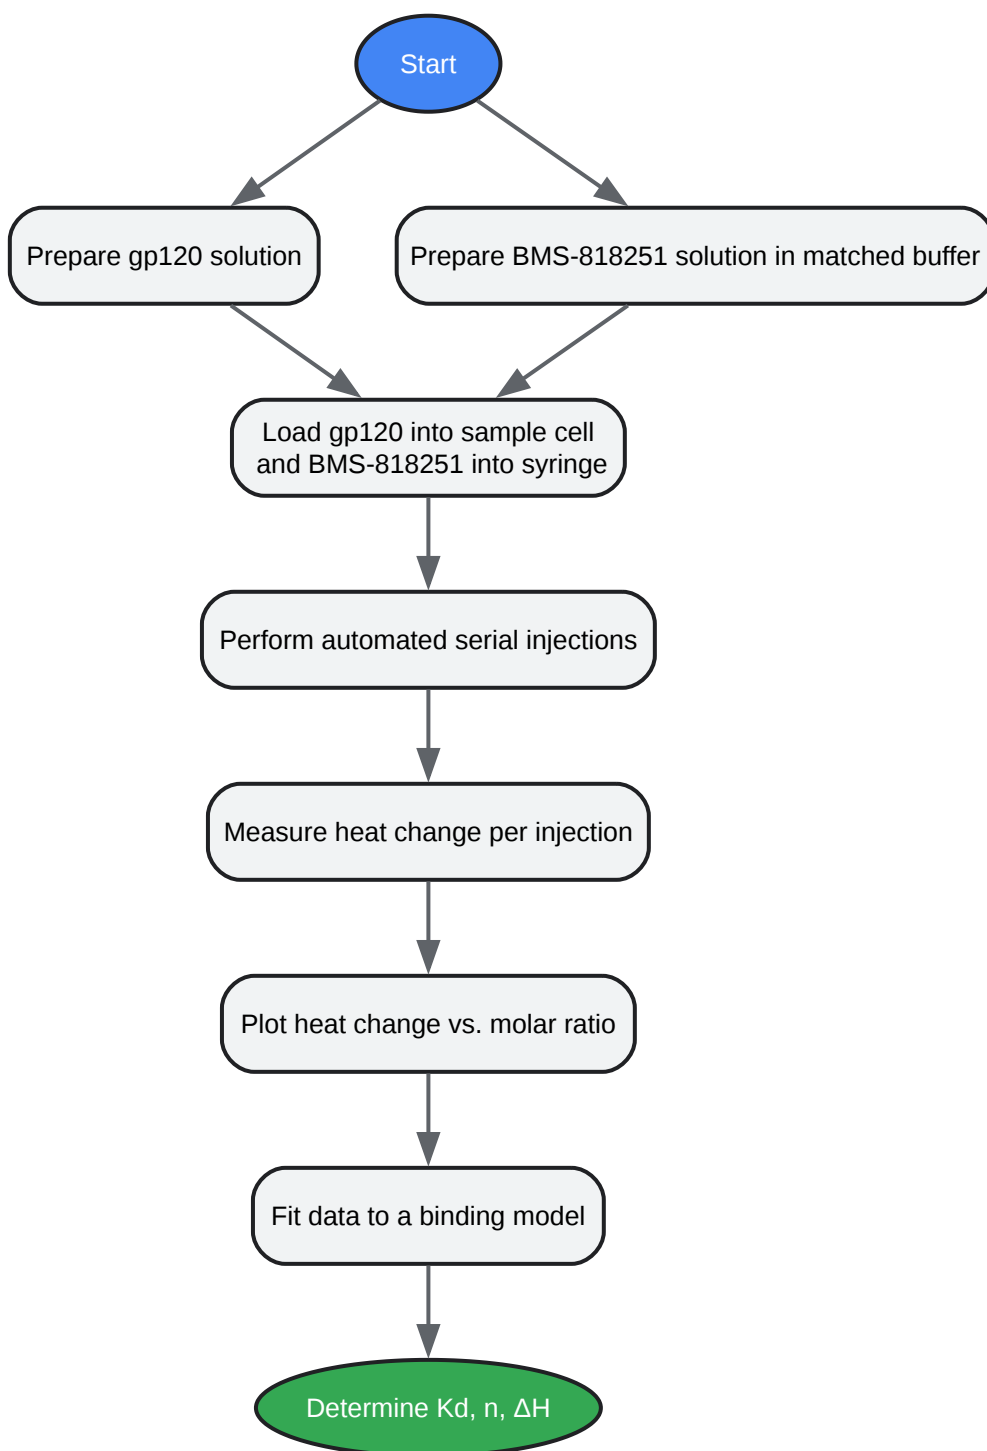 Start
Prepare gp120 solution
Prepare BMS-818251 solution in matched buffer
Load gp120 into sample cell
and BMS-818251 into syringe
Perform automated serial injections
Measure heat change per injection
Plot heat change vs. molar ratio
Fit data to a binding model
Determine Kd, n, ΔH